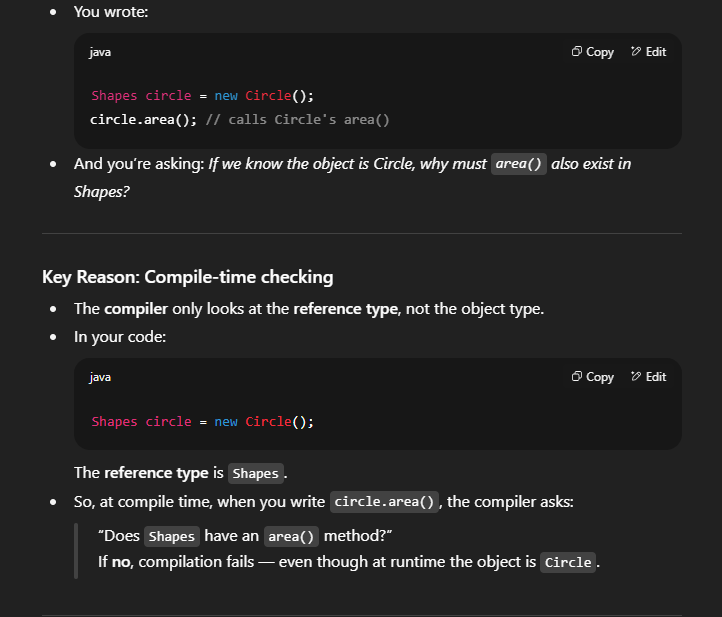 You wrote:
java
Copy Edit
Shapes circle = new Circle();
circle.area(); // calls Circle's area()
And you’re asking: If we know the object is Circle, why must area() also exist in
Shapes?
Key Reason: Compile-time checking
The compiler only looks at the reference type, not the object type.
In your code:
java
Copy Edit
Shapes circle = new Circle();
The reference type is Shapes.
So, at compile time, when you write circle.area(), the compiler asks:
“Does Shapes have an area() method?”
If no, compilation fails — even though at runtime the object is Circle.